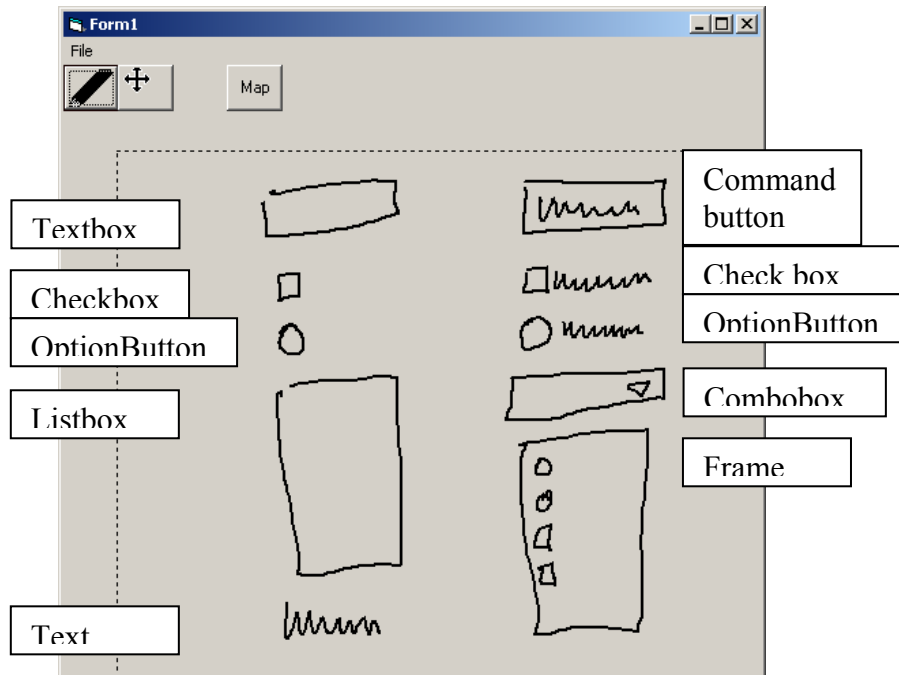 Form1
File
Map
Textbox
Command
button
Checkbox
Check box
OptionButton
OptionButton
Listbox
Combobox
Frame
Text